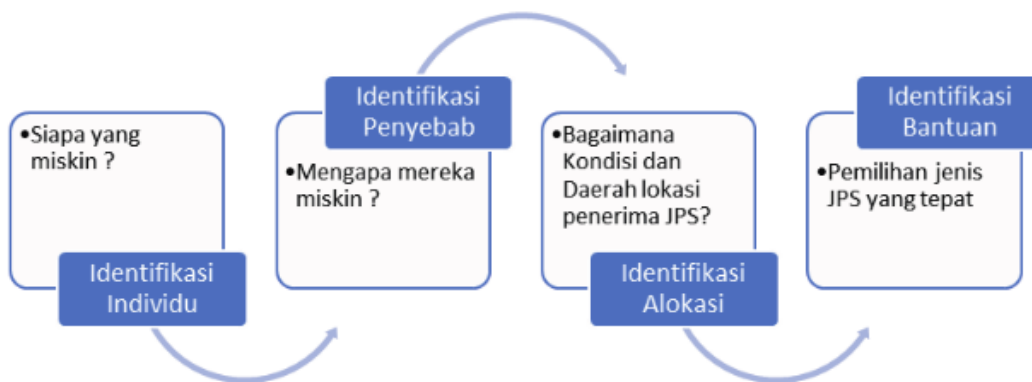 •Siapa yang
miskin ?
Identifikasi
Individu
Identifikasi
Penyebab
•Mengapa mereka
miskin ?
•Bagaimana
Kondisi dan
Daerah lokasi
penerima JPS?
Identifikasi
Alokasi
Identifikasi
Bantuan
•Pemilihan jenis
JPS yang tepat